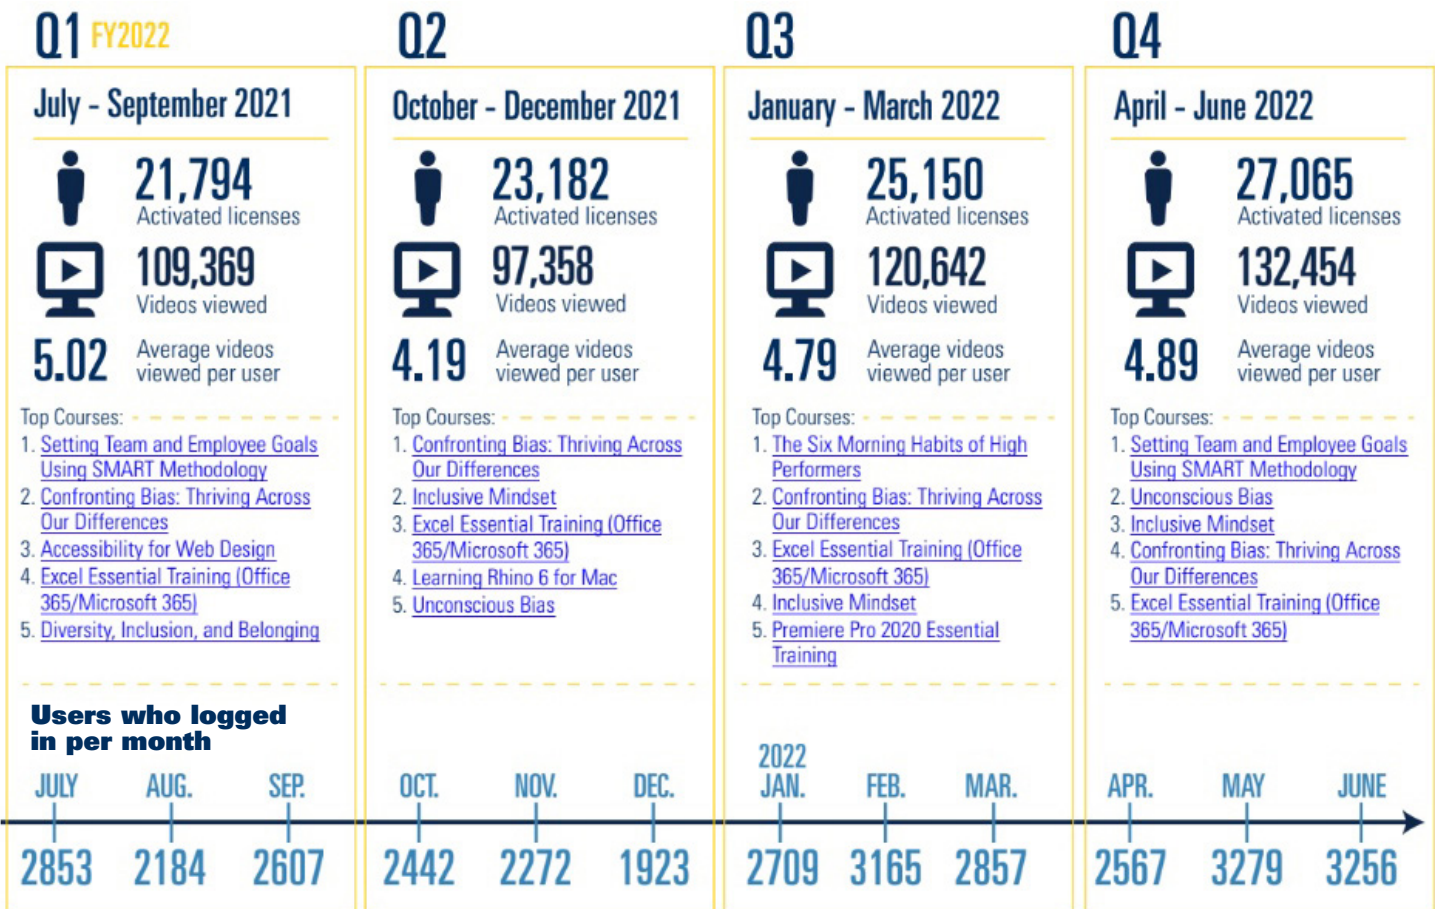 Q1 FY2022
July - September 2021
21,794
Activated licenses
109,369
Videos viewed
5.02
Average videos
viewed per user
Top Courses:
1. Setting Team and Employee Goals
Using SMART Methodology
2. Confronting Bias: Thriving Across
Our Differences
3. Accessibility for Web Design
4. Excel Essential Training (Office
365/Microsoft 365)
5. Diversity, Inclusion, and Belonging
Q2
October - December 2021
23,182
Activated licenses
97,358
Videos viewed
4.19
Average videos
viewed per user
Top Courses:
1. Confronting Bias: Thriving Across
Our Differences
2. Inclusive Mindset
3. Excel Essential Training (Office
365/Microsoft 365)
4. Learning Rhino 6 for Mac
5. Unconscious Bias
Q3
January - March 2022
25,150
Activated licenses
120,642
Videos viewed
4.79
Average videos
viewed per user
Top Courses:
1. The Six Morning Habits of High
Performers
2. Confronting Bias: Thriving Across
Our Differences
3. Excel Essential Training (Office
365/Microsoft 365)
4. Inclusive Mindset
5. Premiere Pro 2020 Essential
Training
Q4
April - June 2022
27,065
Activated licenses
132,454
Videos viewed
4.89
Average videos
viewed per user
Top Courses:
1. Setting Team and Employee Goals
Using SMART Methodology
2. Unconscious Bias
3. Inclusive Mindset
4. Confronting Bias: Thriving Across
Our Differences
5. Excel Essential Training (Office
365/Microsoft 365)
Users who logged
in per month
2022
JULY AUG. SEP. OCT. NOV. DEC. JAN. FEB. MAR. APR. MAY JUNE
2853 2184 2607 2442 2272 1923 2709 3165 2857 2567 3279 3256